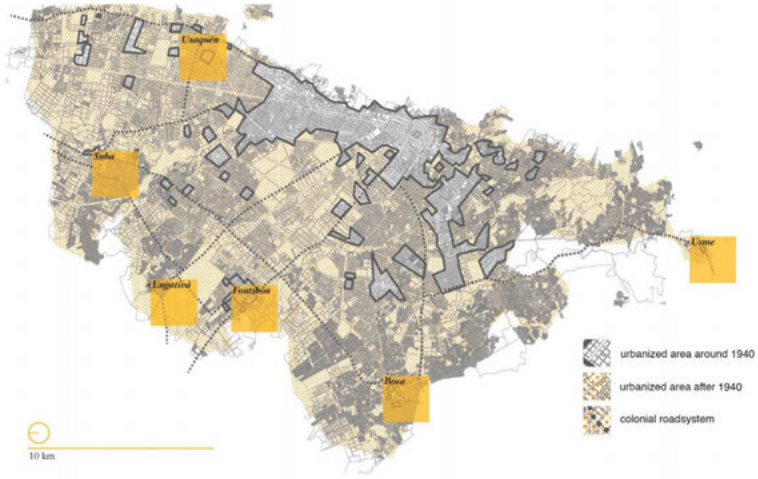 Usaquén
Suba
Usme
Engativá
Fontibón
Bosa
urbanized area around 1940
urbanized area after 1940
colonial roadsystem
10 km